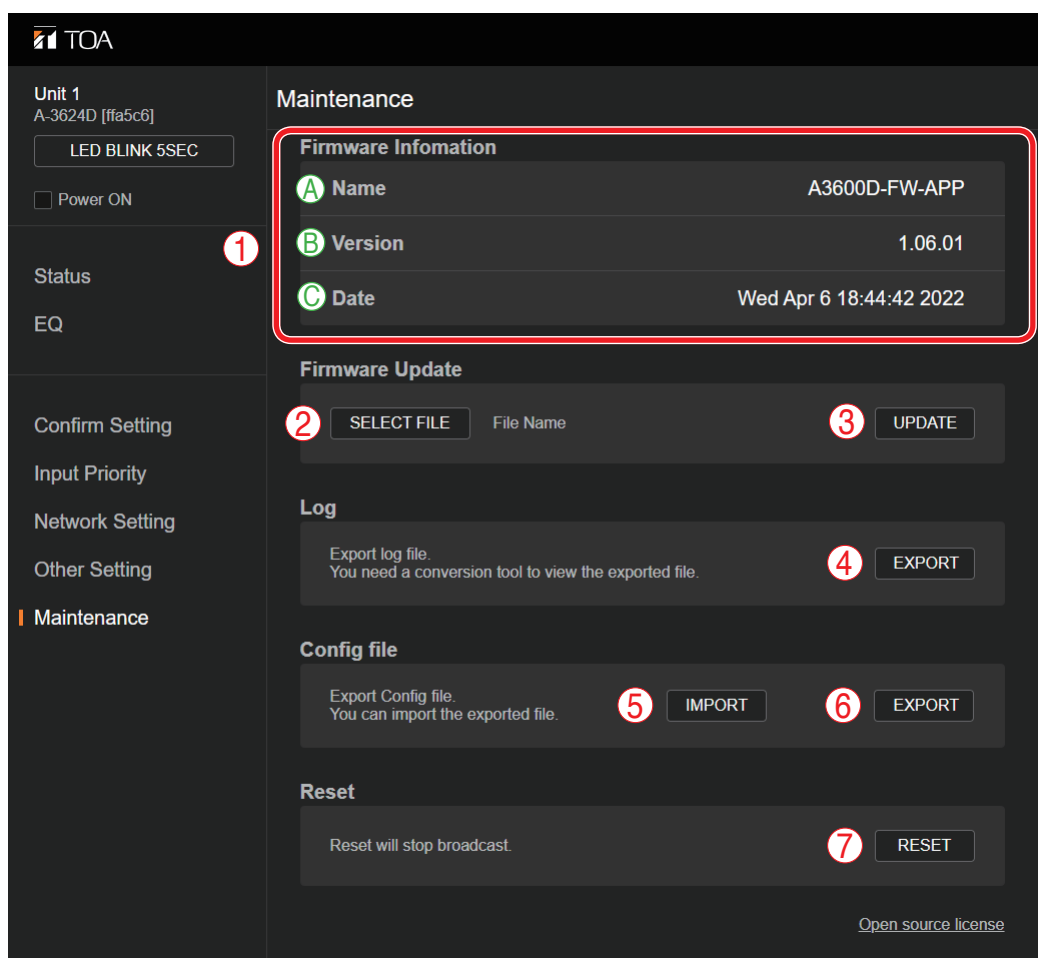 TOA
Unit 1
A-3624D [ffa5c6]
LED BLINK 5SEC
Power ON
Status
EQ
Confirm Setting
Input Priority
Network Setting
Other Setting
Maintenance
Maintenance
1
Firmware Infomation
A Name A3600D-FW-APP
B Version 1.06.01
C Date Wed Apr 6 18:44:42 2022
Firmware Update
2 SELECT FILE File Name 3 UPDATE
Log
Export log file.
You need a conversion tool to view the exported file.
4 EXPORT
Config file
Export Config file.
You can import the exported file.
5 IMPORT 6 EXPORT
Reset
Reset will stop broadcast. 7 RESET
Open source license